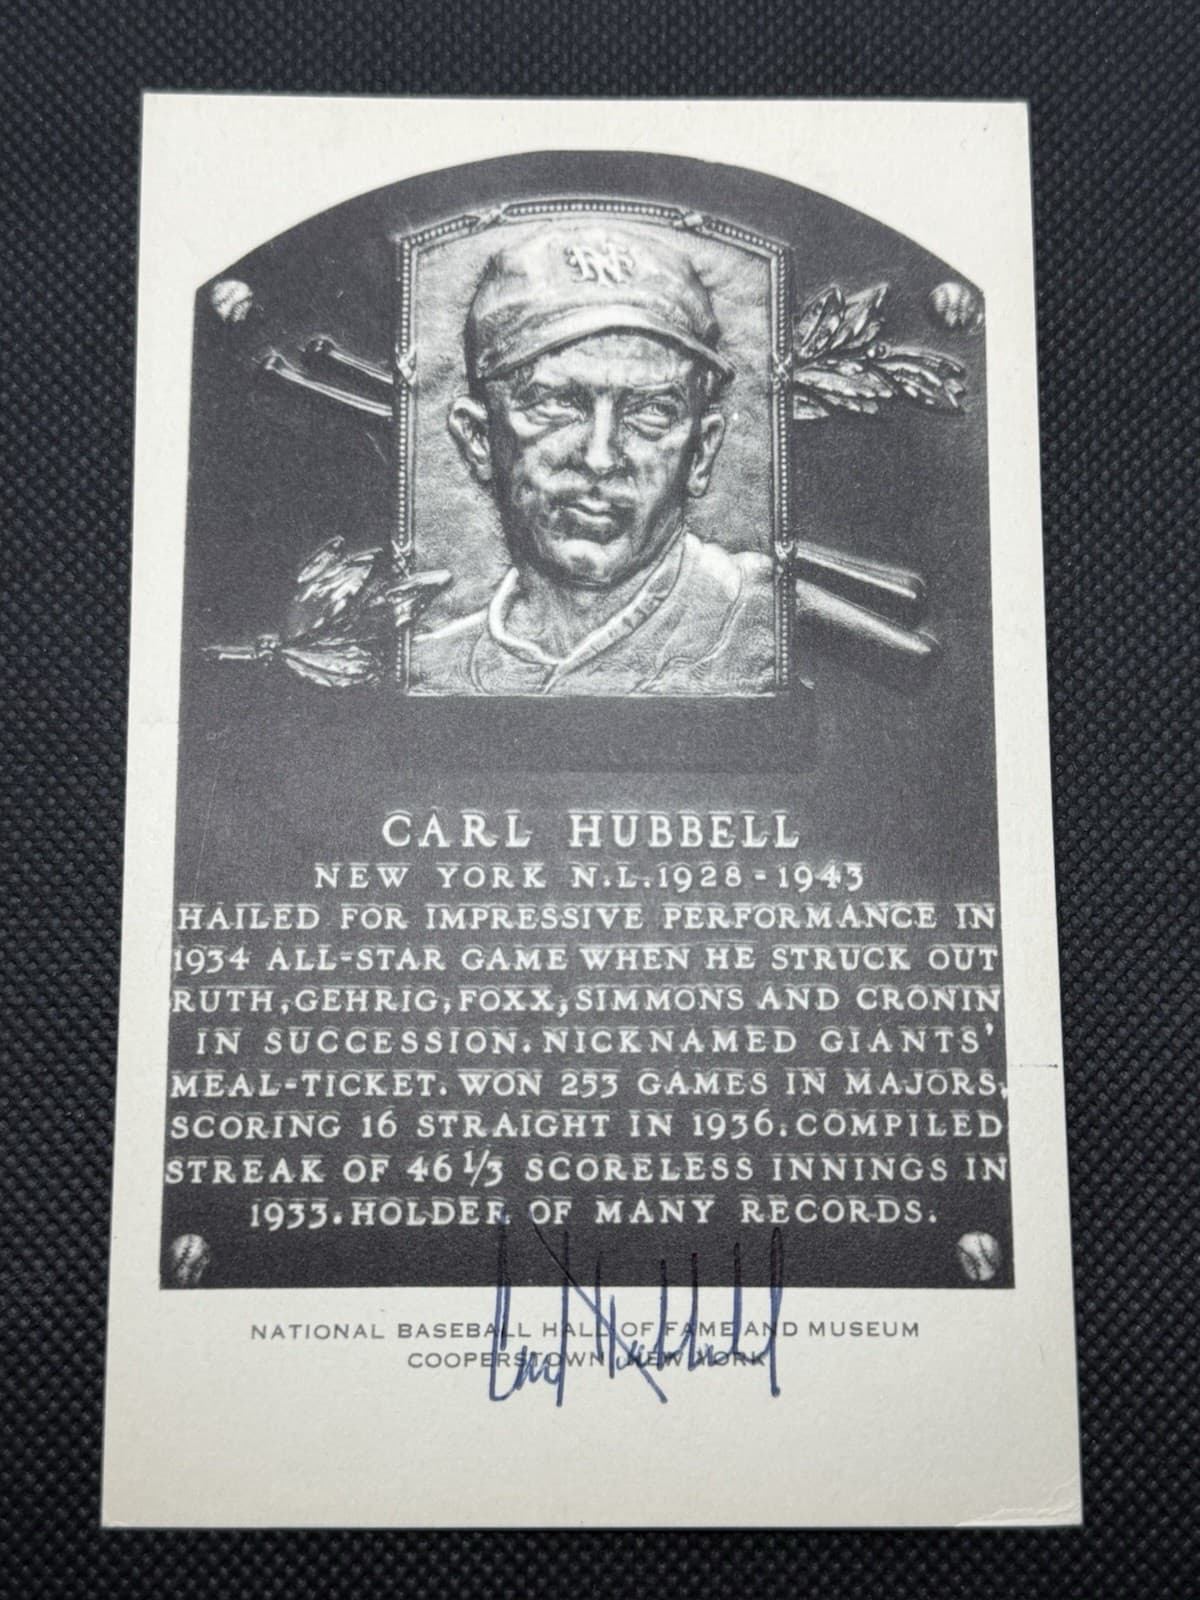 NY
CARL HUBBELL
NEW YORK N.L. 1928-1943
HAILED FOR IMPRESSIVE PERFORMANCE IN
1934 ALL-STAR GAME WHEN HE STRUCK OUT
RUTH, GEHRIG, FOXX, SIMMONS AND CRONIN
IN SUCCESSION. NICKNAMED GIANTS'
MEAL-TICKET. WON 253 GAMES IN MAJORS,
SCORING 16 STRAIGHT IN 1936. COMPILED
STREAK OF 46 1/3 SCORELESS INNINGS IN
1933. HOLDER OF MANY RECORDS.
NATIONAL BASEBALL HALL OF FAME AND MUSEUM
COOPERSTOWN, NEW YORK
Carl Hubbell